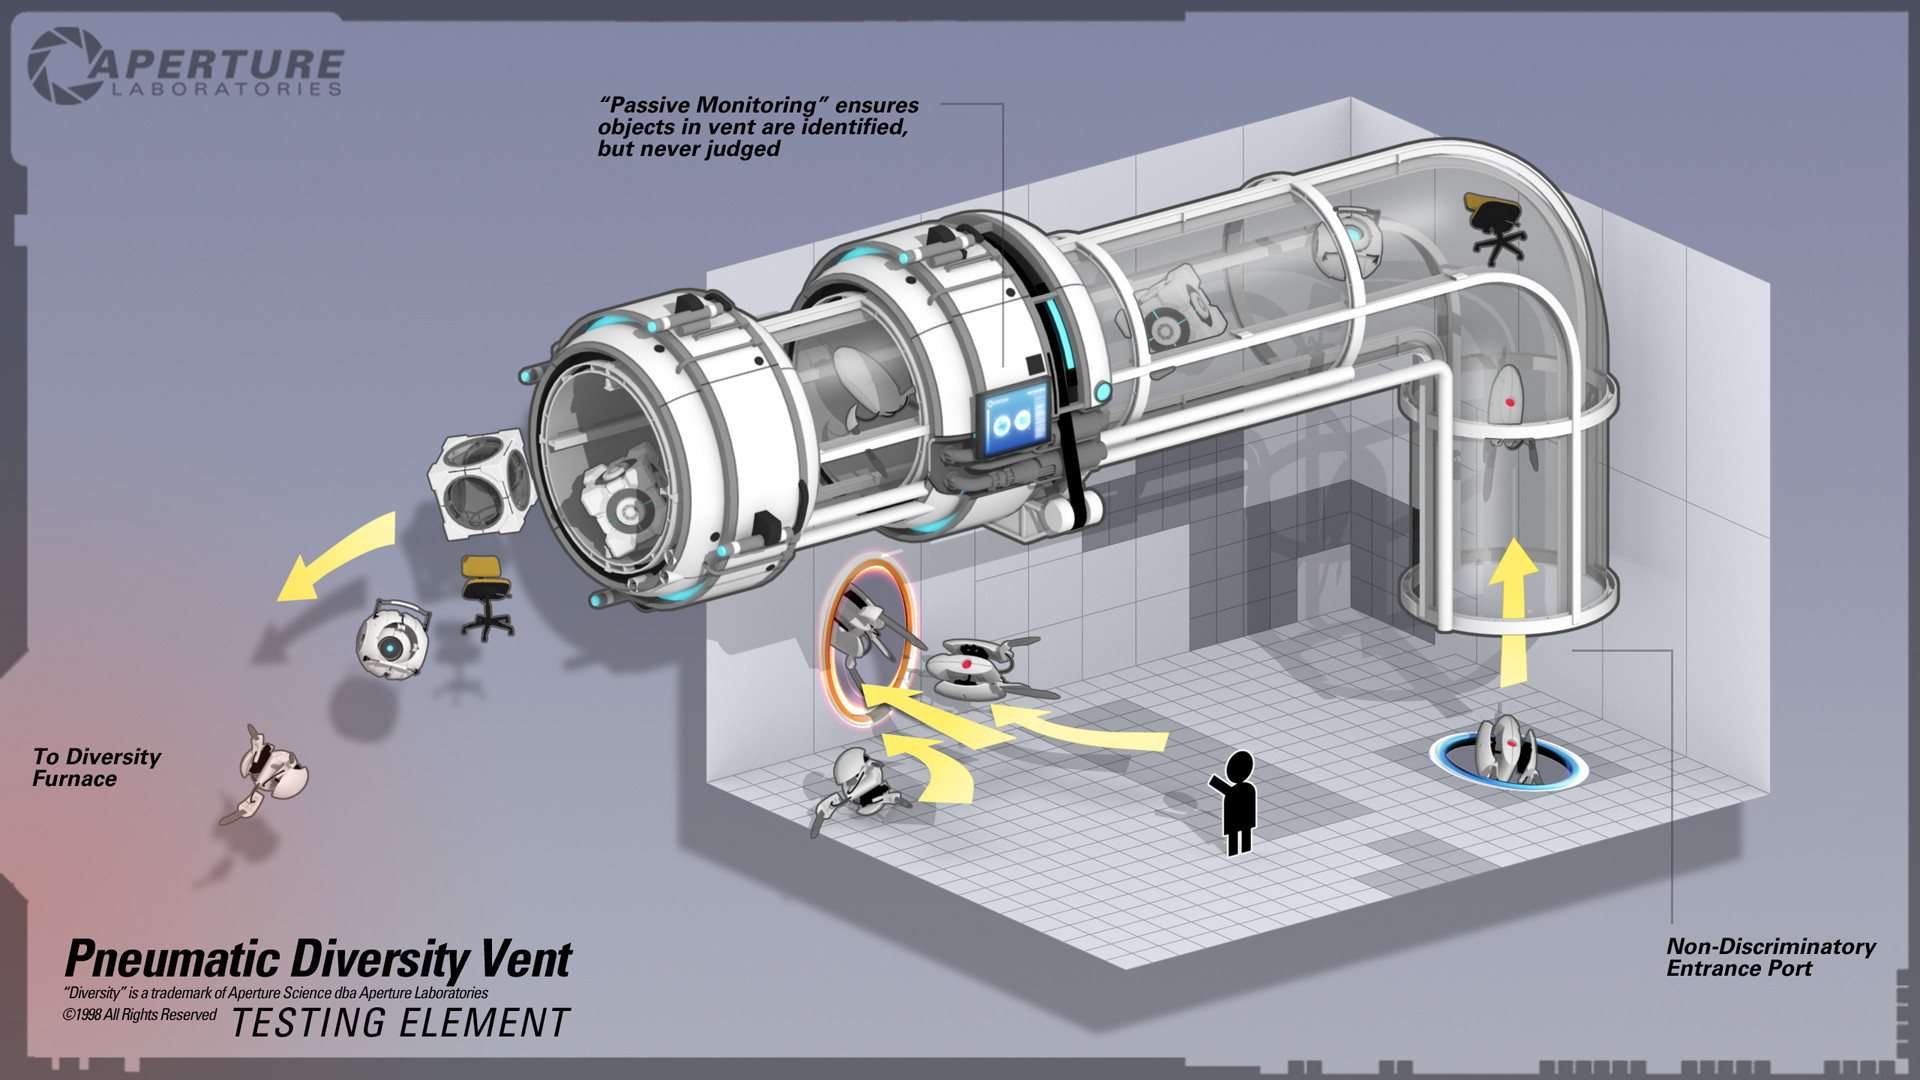 APERTURE
LABORATORIES
“Passive Monitoring” ensures
objects in vent are identified,
but never judged
To Diversity
Furnace
Non-Discriminatory
Entrance Port
Pneumatic Diversity Vent
“Diversity” is a trademark of Aperture Science dba Aperture Laboratories
©1998 All Rights Reserved
TESTING ELEMENT